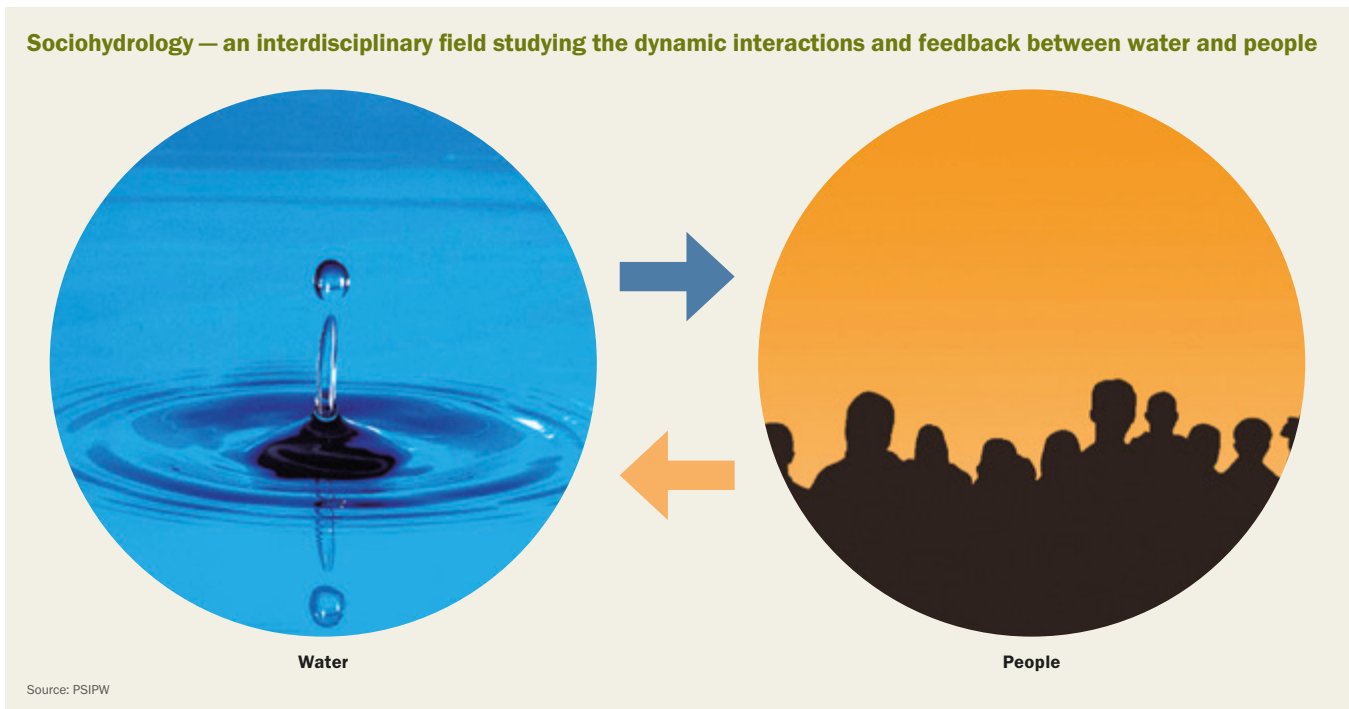 Sociohydrology — an interdisciplinary field studying the dynamic interactions and feedback between water and people
Water
People
Source: PSIPW